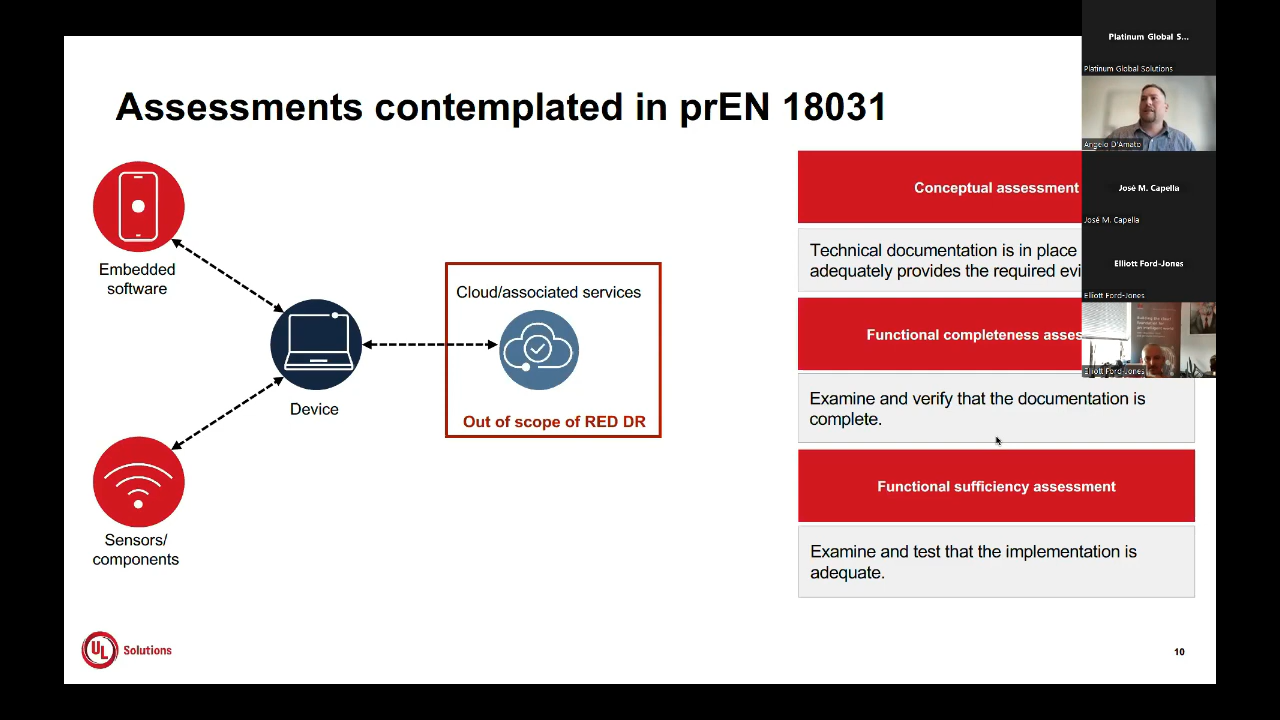 Assessments contemplated in prEN 18031
Embedded
software
Device
Sensors/
components
Cloud/associated services
Out of scope of RED DR
Conceptual assessment
Technical documentation is in place
adequately provides the required evi
Functional completeness asses
Examine and verify that the documentation is
complete.
Functional sufficiency assessment
Examine and test that the implementation is
adequate.
UL
Solutions
10
Platinum Global S...
Platinum Global Solutions
Angelo D'Amato
José M. Capella
José M. Capella
Elliott Ford-Jones
Elliott Ford-Jones
Elliott Ford-Jones